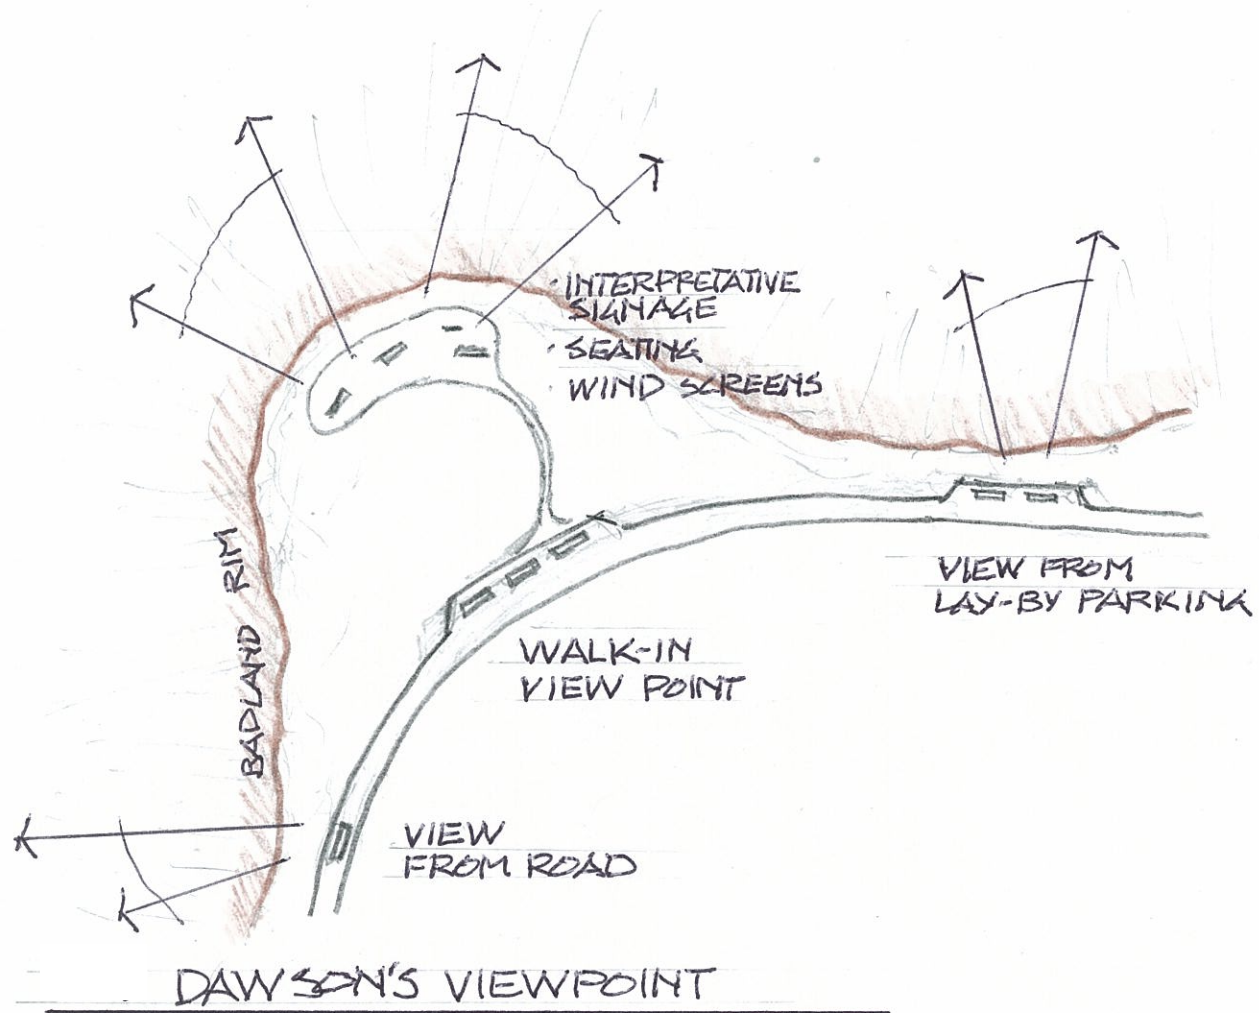 · INTERPRETATIVE
SIGNAGE
· SEATING
WIND SCREENS
BADLAND RIM
VIEW FROM
LAY-BY PARKING
WALK-IN
VIEW POINT
VIEW
FROM ROAD
DAWSON'S VIEWPOINT